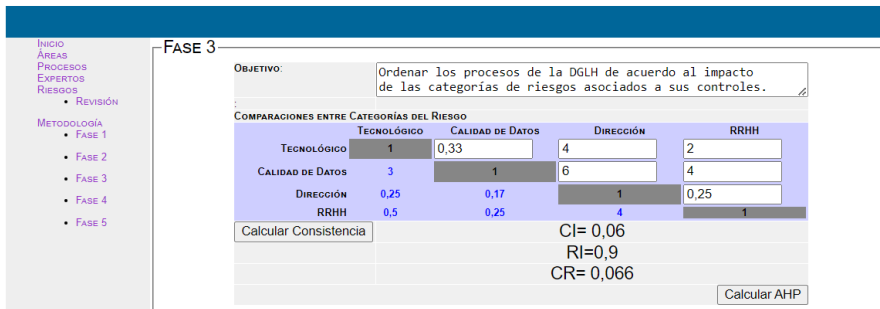 Inicio
Áreas
Procesos
Expertos
Riesgos
Revisión
Metodología
Fase 1
Fase 2
Fase 3
Fase 4
Fase 5
Fase 3
Objetivo:
Ordenar los procesos de la DGLH de acuerdo al impacto
de las categorías de riesgos asociados a sus controles.
:
Comparaciones entre Categorías del Riesgo
Tecnológico Calidad de Datos Dirección RRHH
Tecnológico 1 0,33 4 2
Calidad de Datos 3 1 6 4
Dirección 0,25 0,17 1 0,25
RRHH 0,5 0,25 4 1
Calcular Consistencia CI= 0,06
RI=0,9
CR= 0,066
Calcular AHP